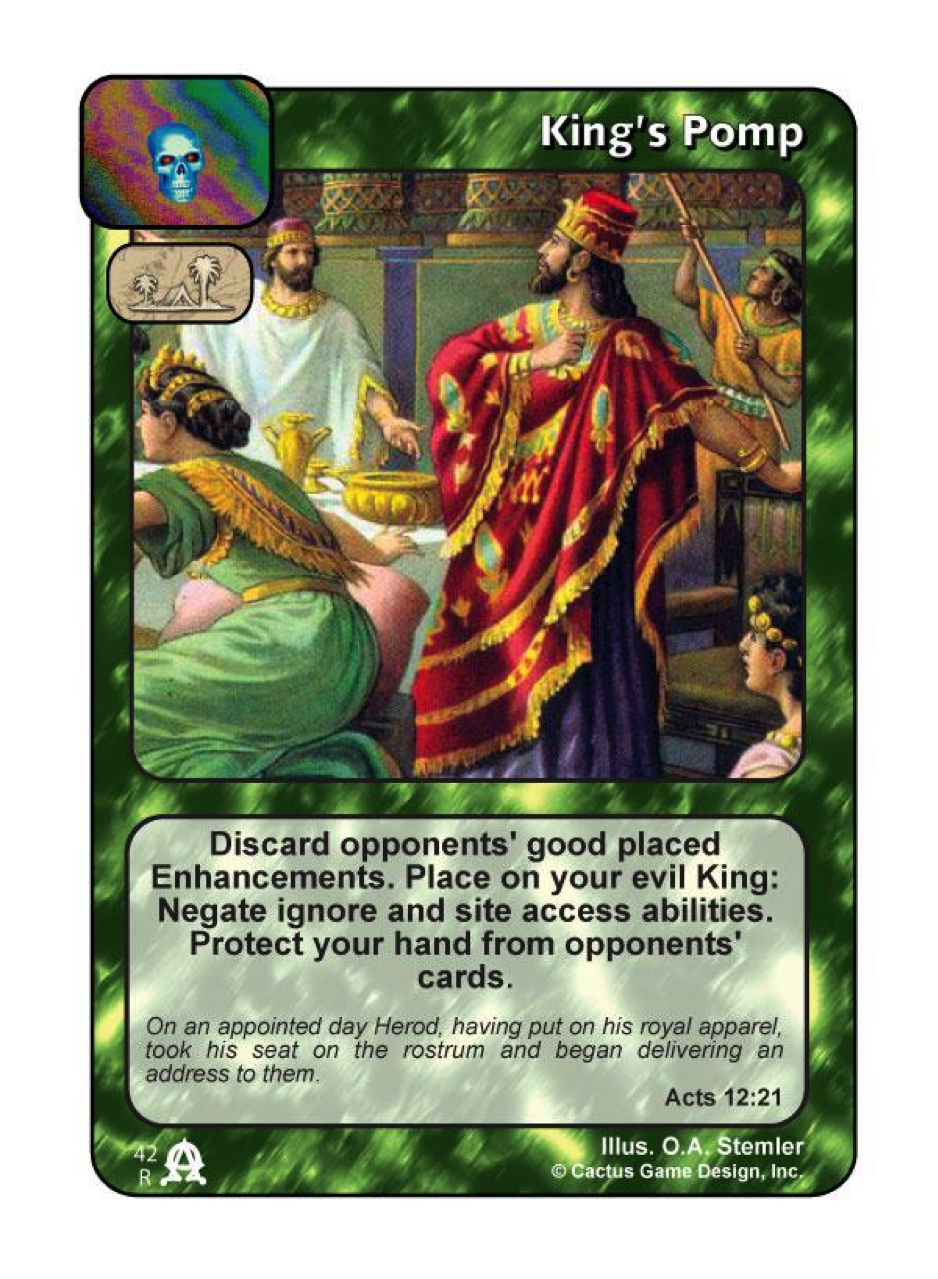 King's Pomp
Discard opponents' good placed
Enhancements. Place on your evil King:
Negate ignore and site access abilities.
Protect your hand from opponents'
cards.
On an appointed day Herod, having put on his royal apparel,
took his seat on the rostrum and began delivering an
address to them.
Acts 12:21
42
R
Illus. O.A. Stemler
© Cactus Game Design, Inc.